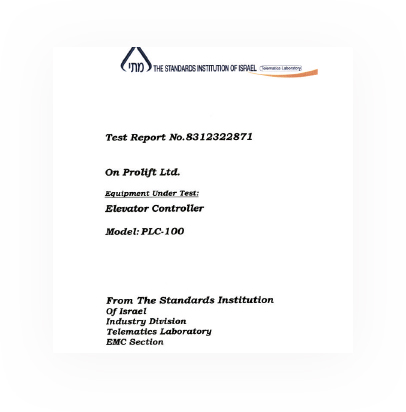 מתי THE STANDARDS INSTITUTION OF ISRAEL Telematics Laboratory
Test Report No.8312322871
On Prolift Ltd.
Equipment Under Test:
Elevator Controller
Model: PLC-100
From The Standards Institution
Of Israel
Industry Division
Telematics Laboratory
EMC Section